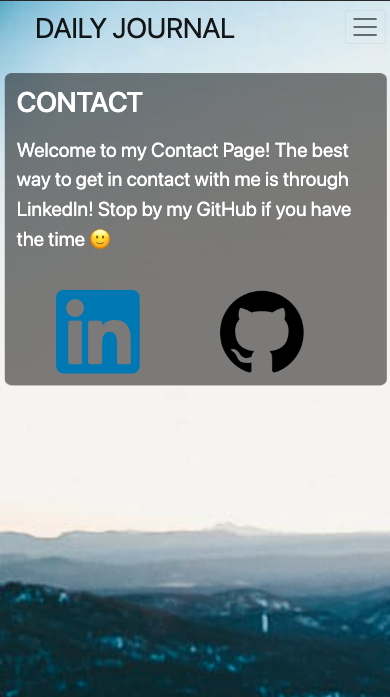 DAILY JOURNAL
CONTACT
Welcome to my Contact Page! The best
way to get in contact with me is through
LinkedIn! Stop by my GitHub if you have
the time 🙂
in